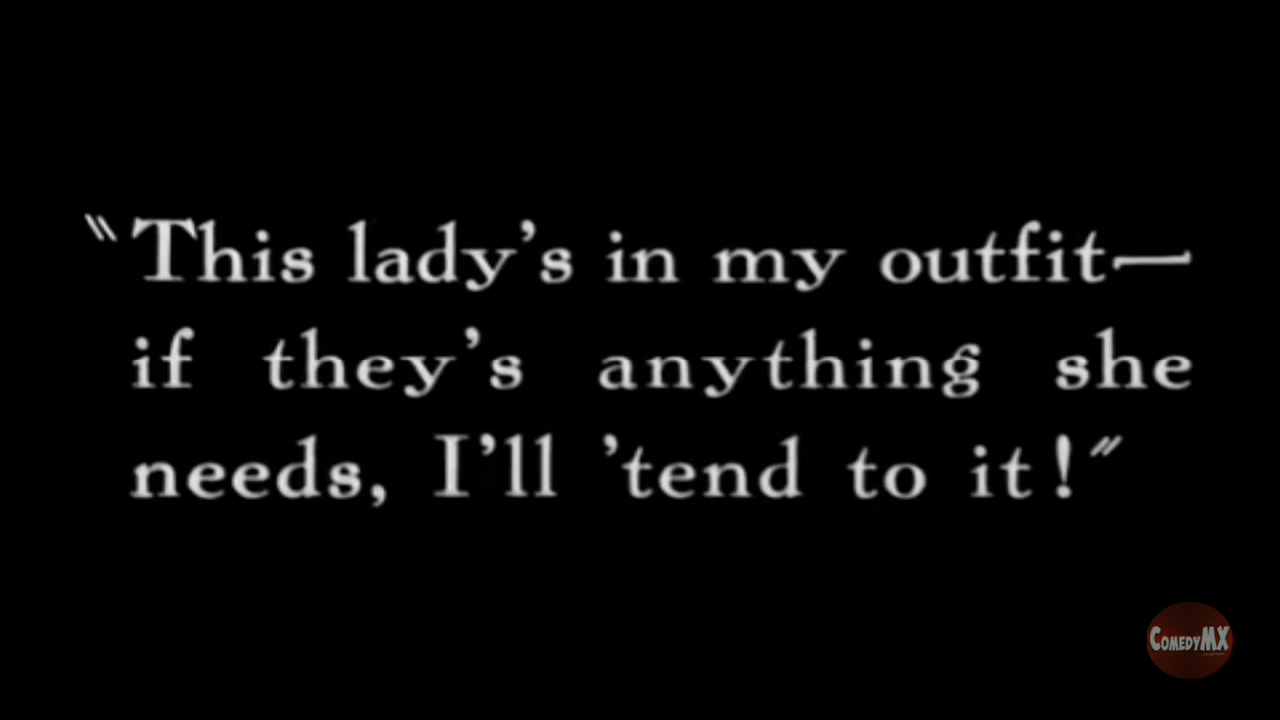 "This lady's in my outfit—
if they's anything she
needs, I'll 'tend to it!"
COMEDYMX